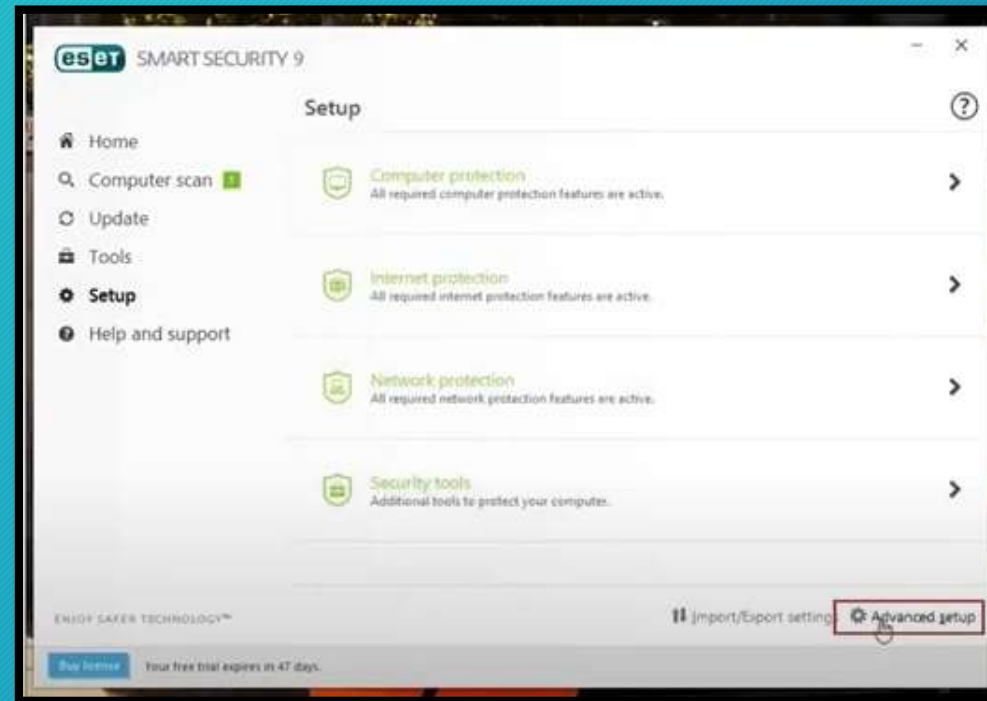 eset SMART SECURITY 9
Setup
Home
Computer scan
Update
Tools
Setup
Help and support
Computer protection
All required computer protection features are active.
Internet protection
All required internet protection features are active.
Network protection
All required network protection features are active.
Security tools
Additional tools to protect your computer.
ENJOY SAFER TECHNOLOGY™
Import/Export setting Advanced setup
Buy license Your free trial expires in 47 days.